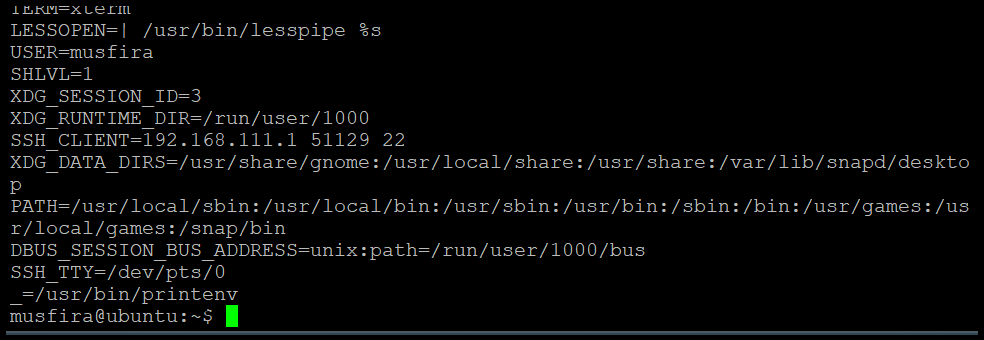 TERM=xterm
LESSOPEN=| /usr/bin/lesspipe %s
USER=musfira
SHLVL=1
XDG_SESSION_ID=3
XDG_RUNTIME_DIR=/run/user/1000
SSH_CLIENT=192.168.111.1 51129 22
XDG_DATA_DIRS=/usr/share/gnome:/usr/local/share:/usr/share:/var/lib/snapd/deskto
p
PATH=/usr/local/sbin:/usr/local/bin:/usr/sbin:/usr/bin:/sbin:/bin:/usr/games:/us
r/local/games:/snap/bin
DBUS_SESSION_BUS_ADDRESS=unix:path=/run/user/1000/bus
SSH_TTY=/dev/pts/0
_=/usr/bin/printenv
musfira@ubuntu:~$